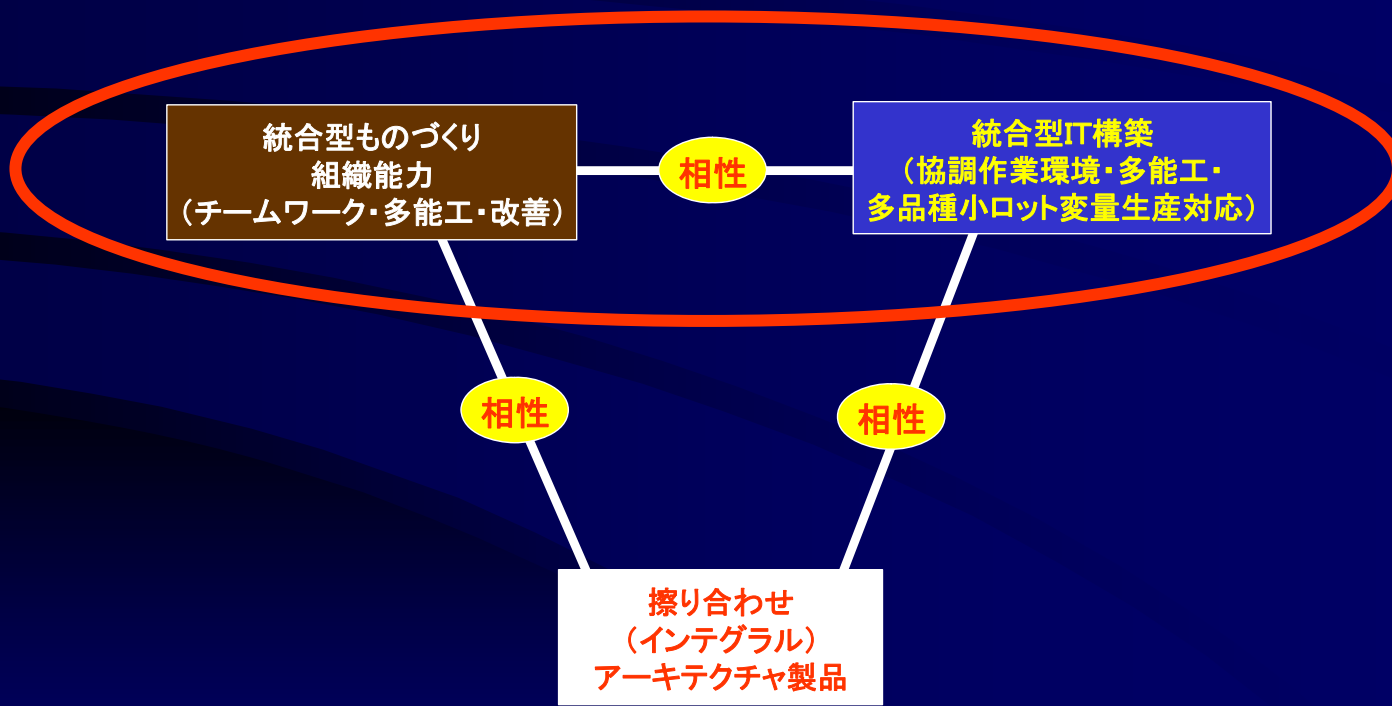 統合型ものづくり
組織能力
（チームワーク・多能工・改善）
相性
統合型IT構築
（協調作業環境・多能工・
多品種小ロット変量生産対応）
相性
相性
擦り合わせ
（インテグラル）
アーキテクチャ製品